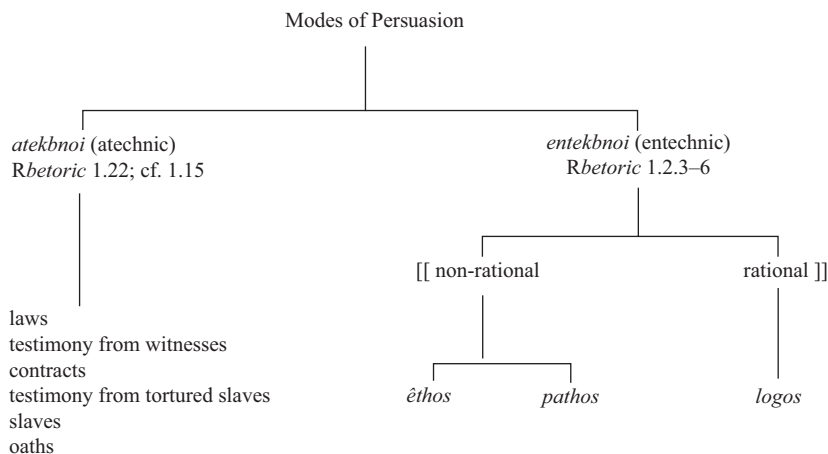 Modes of Persuasion
atekbnoi (atechnic)
Rbetoric 1.22; cf. 1.15
entekbnoi (entechnic)
Rbetoric 1.2.3–6
[[ non-rational
rational ]]
laws
testimony from witnesses
contracts
testimony from tortured slaves
slaves
oaths
êthos
pathos
logos